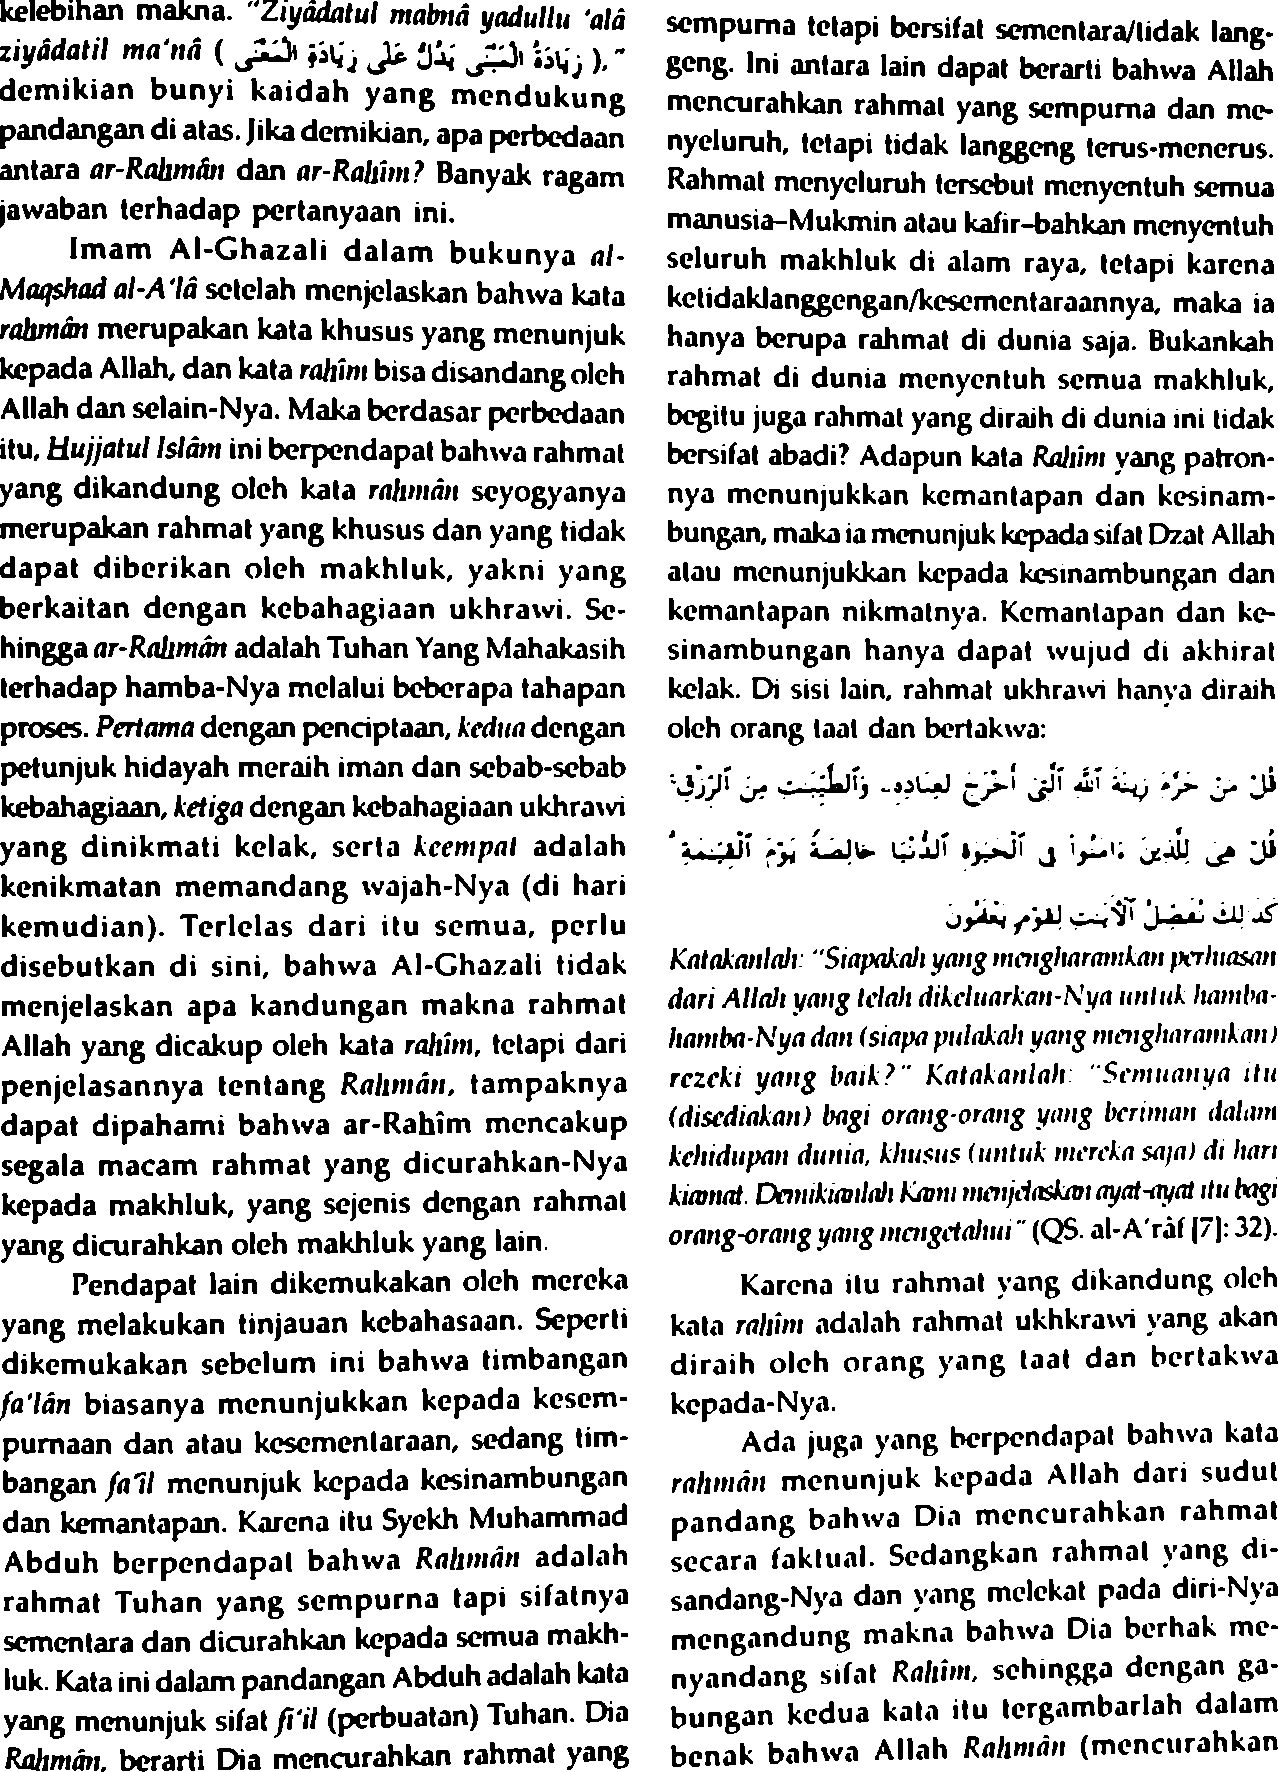 kelebihan makna. "Ziyâdatul mabnâ yadullu 'alâ
ziyâdatil ma'nâ ( زِيَادَةُ الْمَبْنَى يَدُلُّ عَلَى زِيَادَةِ الْمَعْنَى ),"
demikian bunyi kaidah yang mendukung
pandangan di atas. Jika demikian, apa perbedaan
antara ar-Rahmân dan ar-Rahîm? Banyak ragam
jawaban terhadap pertanyaan ini.
Imam Al-Ghazali dalam bukunya al-
Maqshad al-A'lâ setelah menjelaskan bahwa kata
rahmân merupakan kata khusus yang menunjuk
kepada Allah, dan kata rahîm bisa disandang oleh
Allah dan selain-Nya. Maka berdasar perbedaan
itu, Hujjatul Islâm ini berpendapat bahwa rahmat
yang dikandung oleh kata rahmân seyogyanya
merupakan rahmat yang khusus dan yang tidak
dapat diberikan oleh makhluk, yakni yang
berkaitan dengan kebahagiaan ukhrawi. Se-
hingga ar-Rahmân adalah Tuhan Yang Mahakasih
terhadap hamba-Nya melalui beberapa tahapan
proses. Pertama dengan penciptaan, kedua dengan
petunjuk hidayah meraih iman dan sebab-sebab
kebahagiaan, ketiga dengan kebahagiaan ukhrawi
yang dinikmati kelak, serta keempat adalah
kenikmatan memandang wajah-Nya (di hari
kemudian). Terlelas dari itu semua, perlu
disebutkan di sini, bahwa Al-Ghazali tidak
menjelaskan apa kandungan makna rahmat
Allah yang dicakup oleh kata rahîm, tetapi dari
penjelasannya tentang Rahmân, tampaknya
dapat dipahami bahwa ar-Rahîm mencakup
segala macam rahmat yang dicurahkan-Nya
kepada makhluk, yang sejenis dengan rahmat
yang dicurahkan oleh makhluk yang lain.
Pendapat lain dikemukakan oleh mereka
yang melakukan tinjauan kebahasaan. Seperti
dikemukakan sebelum ini bahwa timbangan
fa'lân biasanya menunjukkan kepada kesem-
purnaan dan atau kesementaraan, sedang tim-
bangan fa'îl menunjuk kepada kesinambungan
dan kemantapan. Karena itu Syekh Muhammad
Abduh berpendapat bahwa Rahmân adalah
rahmat Tuhan yang sempurna tapi sifatnya
sementara dan dicurahkan kepada semua makh-
luk. Kata ini dalam pandangan Abduh adalah kata
yang menunjuk sifat fi'il (perbuatan) Tuhan. Dia
Rahmân, berarti Dia mencurahkan rahmat yang
sempurna tetapi bersifat sementara/tidak lang-
geng. Ini antara lain dapat berarti bahwa Allah
mencurahkan rahmat yang sempurna dan me-
nyeluruh, tetapi tidak langgeng terus-menerus.
Rahmat menyeluruh tersebut menyentuh semua
manusia–Mukmin atau kafir–bahkan menyentuh
seluruh makhluk di alam raya, tetapi karena
ketidaklanggengan/kesementaraannya, maka ia
hanya berupa rahmat di dunia saja. Bukankah
rahmat di dunia menyentuh semua makhluk,
begitu juga rahmat yang diraih di dunia ini tidak
bersifat abadi? Adapun kata Rahîm yang patron-
nya menunjukkan kemantapan dan kesinam-
bungan, maka ia menunjuk kepada sifat Dzat Allah
atau menunjukkan kepada kesinambungan dan
kemantapan nikmatnya. Kemantapan dan ke-
sinambungan hanya dapat wujud di akhirat
kelak. Di sisi lain, rahmat ukhrawi hanya diraih
oleh orang taat dan bertakwa:
قُلْ مَنْ حَرَّمَ زِينَةَ ٱللَّهِ ٱلَّتِىٓ أَخْرَجَ لِعِبَادِهِۦ وَٱلطَّيِّبَٰتِ مِنَ ٱلرِّزْقِ ۚ
قُلْ هِىَ لِلَّذِينَ ءَامَنُوا۟ فِى ٱلْحَيَوٰةِ ٱلدُّنْيَا خَالِصَةً يَوْمَ ٱلْقِيَٰمَةِ ۗ
كَذَٰلِكَ نُفَصِّلُ ٱلْءَايَٰتِ لِقَوْمٍ يَعْلَمُونَ
Katakanlah: "Siapakah yang mengharamkan perhiasan
dari Allah yang telah dikeluarkan-Nya untuk hamba-
hamba-Nya dan (siapa pulakah yang mengharamkan)
rezeki yang baik?" Katakanlah: "Semuanya itu
(disediakan) bagi orang-orang yang beriman dalam
kehidupan dunia, khusus (untuk mereka saja) di hari
kiamat. Demikianlah Kami menjelaskan ayat-ayat itu bagi
orang-orang yang mengetahui" (QS. al-A'râf [7]: 32).
Karena itu rahmat yang dikandung oleh
kata rahîm adalah rahmat ukhkrawi yang akan
diraih oleh orang yang taat dan bertakwa
kepada-Nya.
Ada juga yang berpendapat bahwa kata
rahmân menunjuk kepada Allah dari sudut
pandang bahwa Dia mencurahkan rahmat
secara faktual. Sedangkan rahmat yang di-
sandang-Nya dan yang melekat pada diri-Nya
mengandung makna bahwa Dia berhak me-
nyandang sifat Rahîm, sehingga dengan ga-
bungan kedua kata itu tergambarlah dalam
benak bahwa Allah Rahmân (mencurahkan